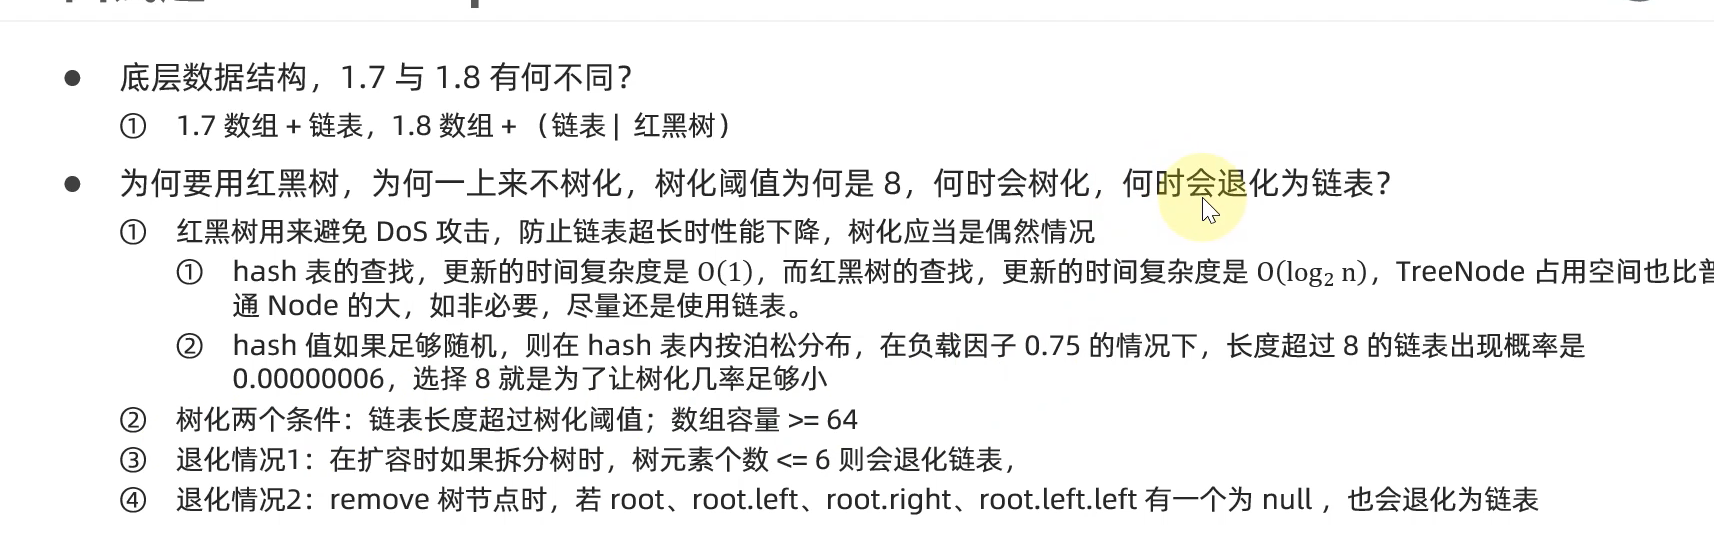 ● 底层数据结构，1.7 与 1.8 有何不同？
① 1.7 数组 + 链表，1.8 数组 + （链表 | 红黑树）
● 为何要用红黑树，为何一上来不树化，树化阈值为何是 8，何时会树化，何时会退化为链表？
① 红黑树用来避免 DoS 攻击，防止链表超长时性能下降，树化应当是偶然情况
① hash 表的查找，更新的时间复杂度是 O(1)，而红黑树的查找，更新的时间复杂度是 O(log₂ n)，TreeNode 占用空间也比普
通 Node 的大，如非必要，尽量还是使用链表。
② hash 值如果足够随机，则在 hash 表内按泊松分布，在负载因子 0.75 的情况下，长度超过 8 的链表出现概率是
0.00000006，选择 8 就是为了让树化几率足够小
② 树化两个条件：链表长度超过树化阈值；数组容量 >= 64
③ 退化情况1：在扩容时如果拆分树时，树元素个数 <= 6 则会退化链表，
④ 退化情况2：remove 树节点时，若 root、root.left、root.right、root.left.left 有一个为 null ，也会退化为链表